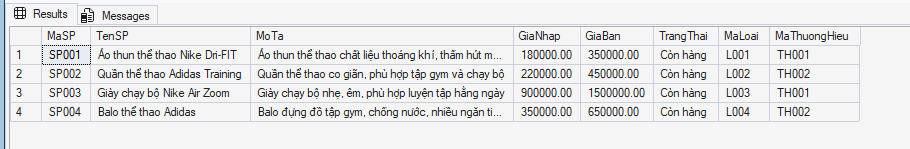 Results Messages
MaSP TenSP MoTa GiaNhap GiaBan TrangThai MaLoai MaThuongHieu
1 SP001 Áo thun thể thao Nike Dri-FIT Áo thun thể thao chất liệu thoáng khí, thấm hút m... 180000.00 350000.00 Còn hàng L001 TH001
2 SP002 Quần thể thao Adidas Training Quần thể thao co giãn, phù hợp tập gym và chạy bộ 220000.00 450000.00 Còn hàng L002 TH002
3 SP003 Giày chạy bộ Nike Air Zoom Giày chạy bộ nhẹ, êm, phù hợp luyện tập hằng ngày 900000.00 1500000.00 Còn hàng L003 TH001
4 SP004 Balo thể thao Adidas Balo đựng đồ tập gym, chống nước, nhiều ngăn ti... 350000.00 650000.00 Còn hàng L004 TH002